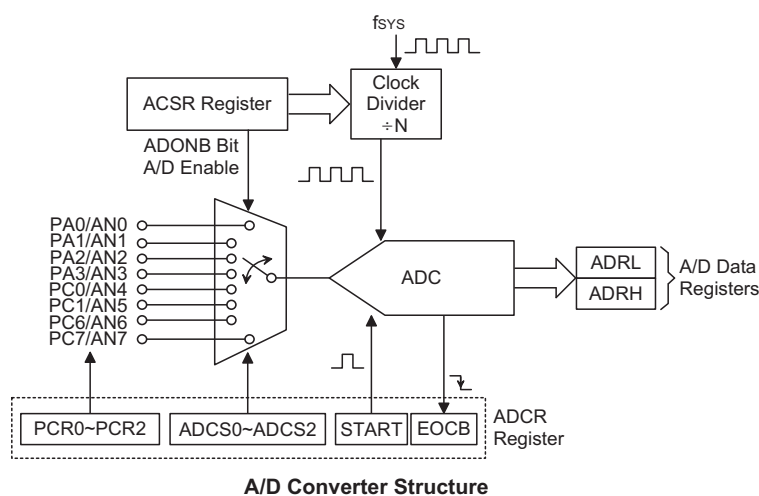 fSYS
ACSR Register
Clock
Divider
÷N
ADONB Bit
A/D Enable
PA0/AN0
PA1/AN1
PA2/AN2
PA3/AN3
PC0/AN4
PC1/AN5
PC6/AN6
PC7/AN7
ADC
ADRL
ADRH
A/D Data
Registers
PCR0~PCR2
ADCS0~ADCS2
START
EOCB
ADCR
Register
A/D Converter Structure